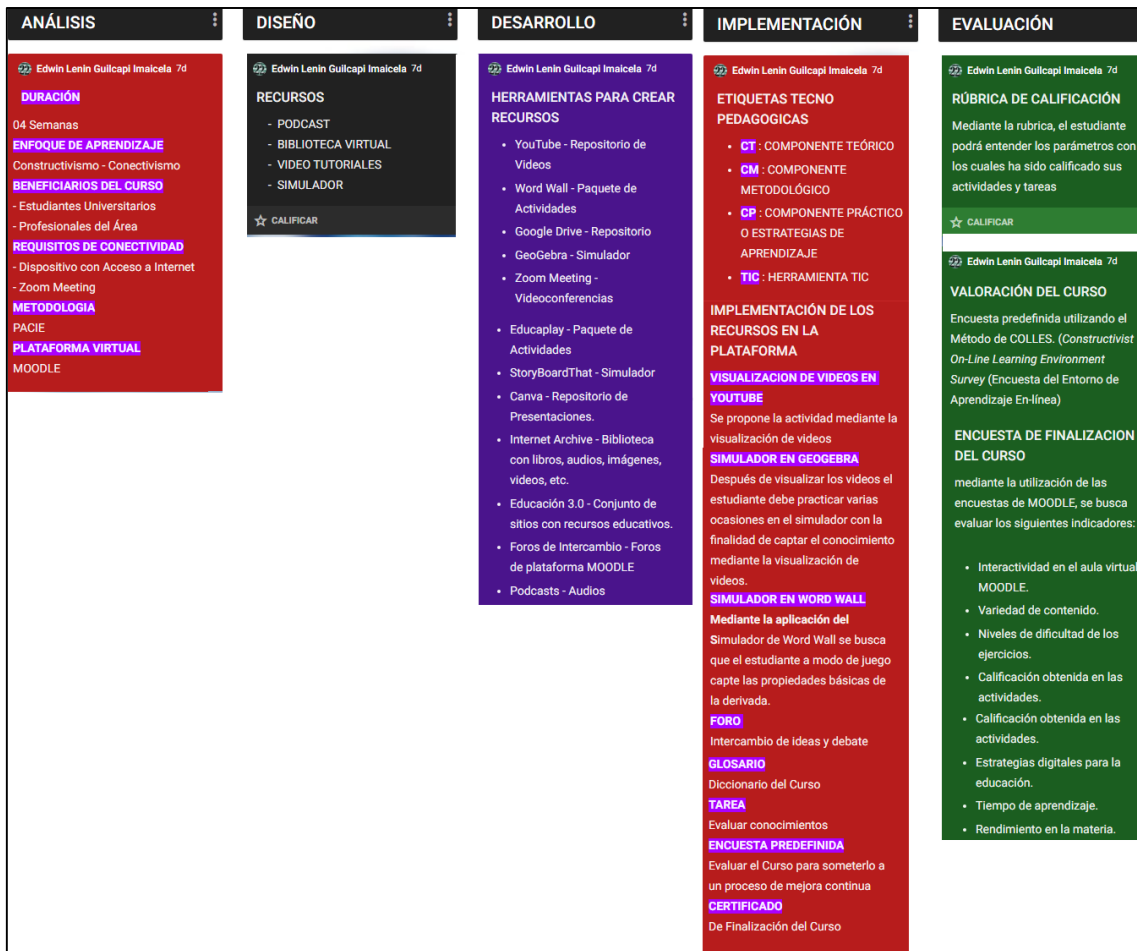 ANÁLISIS
Edwin Lenin Guilcapi Imaicela 7d
DURACIÓN
04 Semanas
ENFOQUE DE APRENDIZAJE
Constructivismo - Conectivismo
BENEFICIARIOS DEL CURSO
- Estudiantes Universitarios
- Profesionales del Área
REQUISITOS DE CONECTIVIDAD
- Dispositivo con Acceso a Internet
- Zoom Meeting
METODOLOGIA
PACIE
PLATAFORMA VIRTUAL
MOODLE
DISEÑO
Edwin Lenin Guilcapi Imaicela 7d
RECURSOS
- PODCAST
- BIBLIOTECA VIRTUAL
- VIDEO TUTORIALES
- SIMULADOR
CALIFICAR
DESARROLLO
Edwin Lenin Guilcapi Imaicela 7d
HERRAMIENTAS PARA CREAR
RECURSOS
• YouTube - Repositorio de
Videos
• Word Wall - Paquete de
Actividades
• Google Drive - Repositorio
• GeoGebra - Simulador
• Zoom Meeting -
Videoconferencias
• Educaplay - Paquete de
Actividades
• StoryBoardThat - Simulador
• Canva - Repositorio de
Presentaciones.
• Internet Archive - Biblioteca
con libros, audios, imágenes,
videos, etc.
• Educación 3.0 - Conjunto de
sitios con recursos educativos.
• Foros de Intercambio - Foros
de plataforma MOODLE
• Podcasts - Audios
IMPLEMENTACIÓN
Edwin Lenin Guilcapi Imaicela 7d
ETIQUETAS TECNO
PEDAGOGICAS
• CT : COMPONENTE TEÓRICO
• CM : COMPONENTE
METODOLÓGICO
• CP : COMPONENTE PRÁCTICO
O ESTRATEGIAS DE
APRENDIZAJE
• TIC : HERRAMIENTA TIC
IMPLEMENTACIÓN DE LOS
RECURSOS EN LA
PLATAFORMA
VISUALIZACION DE VIDEOS EN
YOUTUBE
Se propone la actividad mediante la
visualización de videos
SIMULADOR EN GEOGEBRA
Después de visualizar los videos el
estudiante debe practicar varias
ocasiones en el simulador con la
finalidad de captar el conocimiento
mediante la visualización de
videos.
SIMULADOR EN WORD WALL
Mediante la aplicación del
Simulador de Word Wall se busca
que el estudiante a modo de juego
capte las propiedades básicas de
la derivada.
FORO
Intercambio de ideas y debate
GLOSARIO
Diccionario del Curso
TAREA
Evaluar conocimientos
ENCUESTA PREDEFINIDA
Evaluar el Curso para someterlo a
un proceso de mejora continua
CERTIFICADO
De Finalización del Curso
EVALUACIÓN
Edwin Lenin Guilcapi Imaicela 7d
RÚBRICA DE CALIFICACIÓN
Mediante la rubrica, el estudiante
podrá entender los parámetros con
los cuales ha sido calificado sus
actividades y tareas
CALIFICAR
Edwin Lenin Guilcapi Imaicela 7d
VALORACIÓN DEL CURSO
Encuesta predefinida utilizando el
Método de COLLES. (Constructivist
On-Line Learning Environment
Survey (Encuesta del Entorno de
Aprendizaje En-línea)
ENCUESTA DE FINALIZACION
DEL CURSO
mediante la utilización de las
encuestas de MOODLE, se busca
evaluar los siguientes indicadores:
• Interactividad en el aula virtual
MOODLE.
• Variedad de contenido.
• Niveles de dificultad de los
ejercicios.
• Calificación obtenida en las
actividades.
• Calificación obtenida en las
actividades.
• Estrategias digitales para la
educación.
• Tiempo de aprendizaje.
• Rendimiento en la materia.